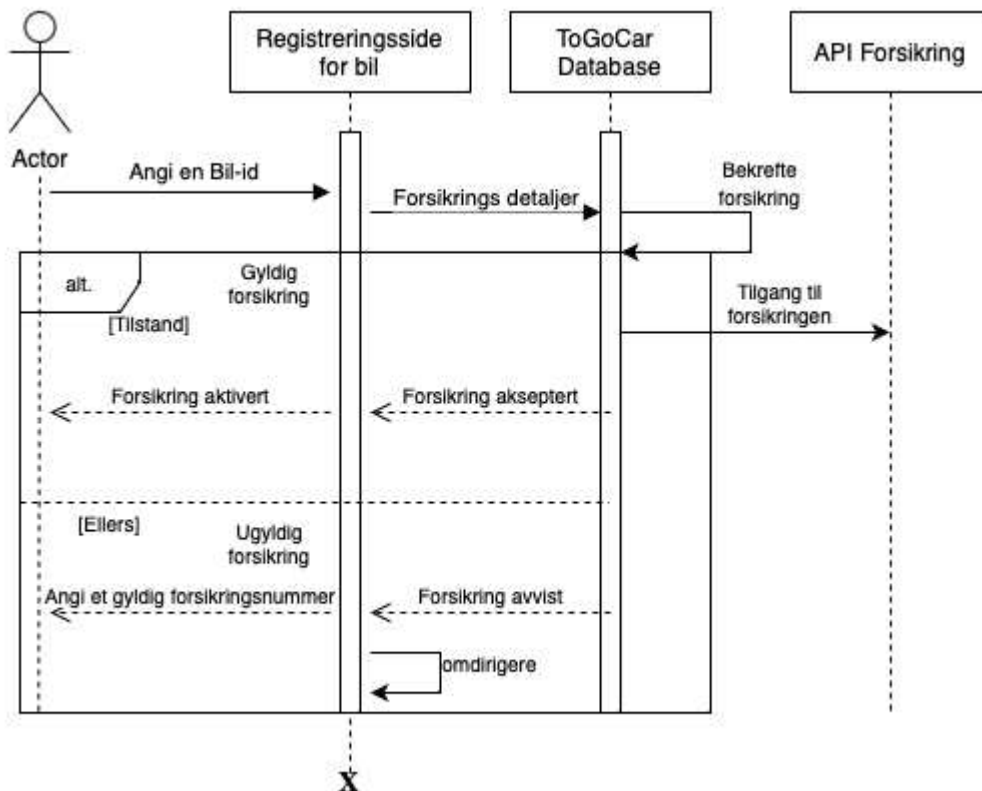 Registreringsside
for bil
ToGoCar
Database
API Forsikring
Actor
Angi en Bil-id
Forsikrings detaljer
Bekrefte
forsikring
alt.
Gyldig
forsikring
[Tilstand]
Tilgang til
forsikringen
Forsikring aktivert
Forsikring akseptert
[Ellers]
Ugyldig
forsikring
Angi et gyldig forsikringsnummer
Forsikring avvist
omdirigere
X